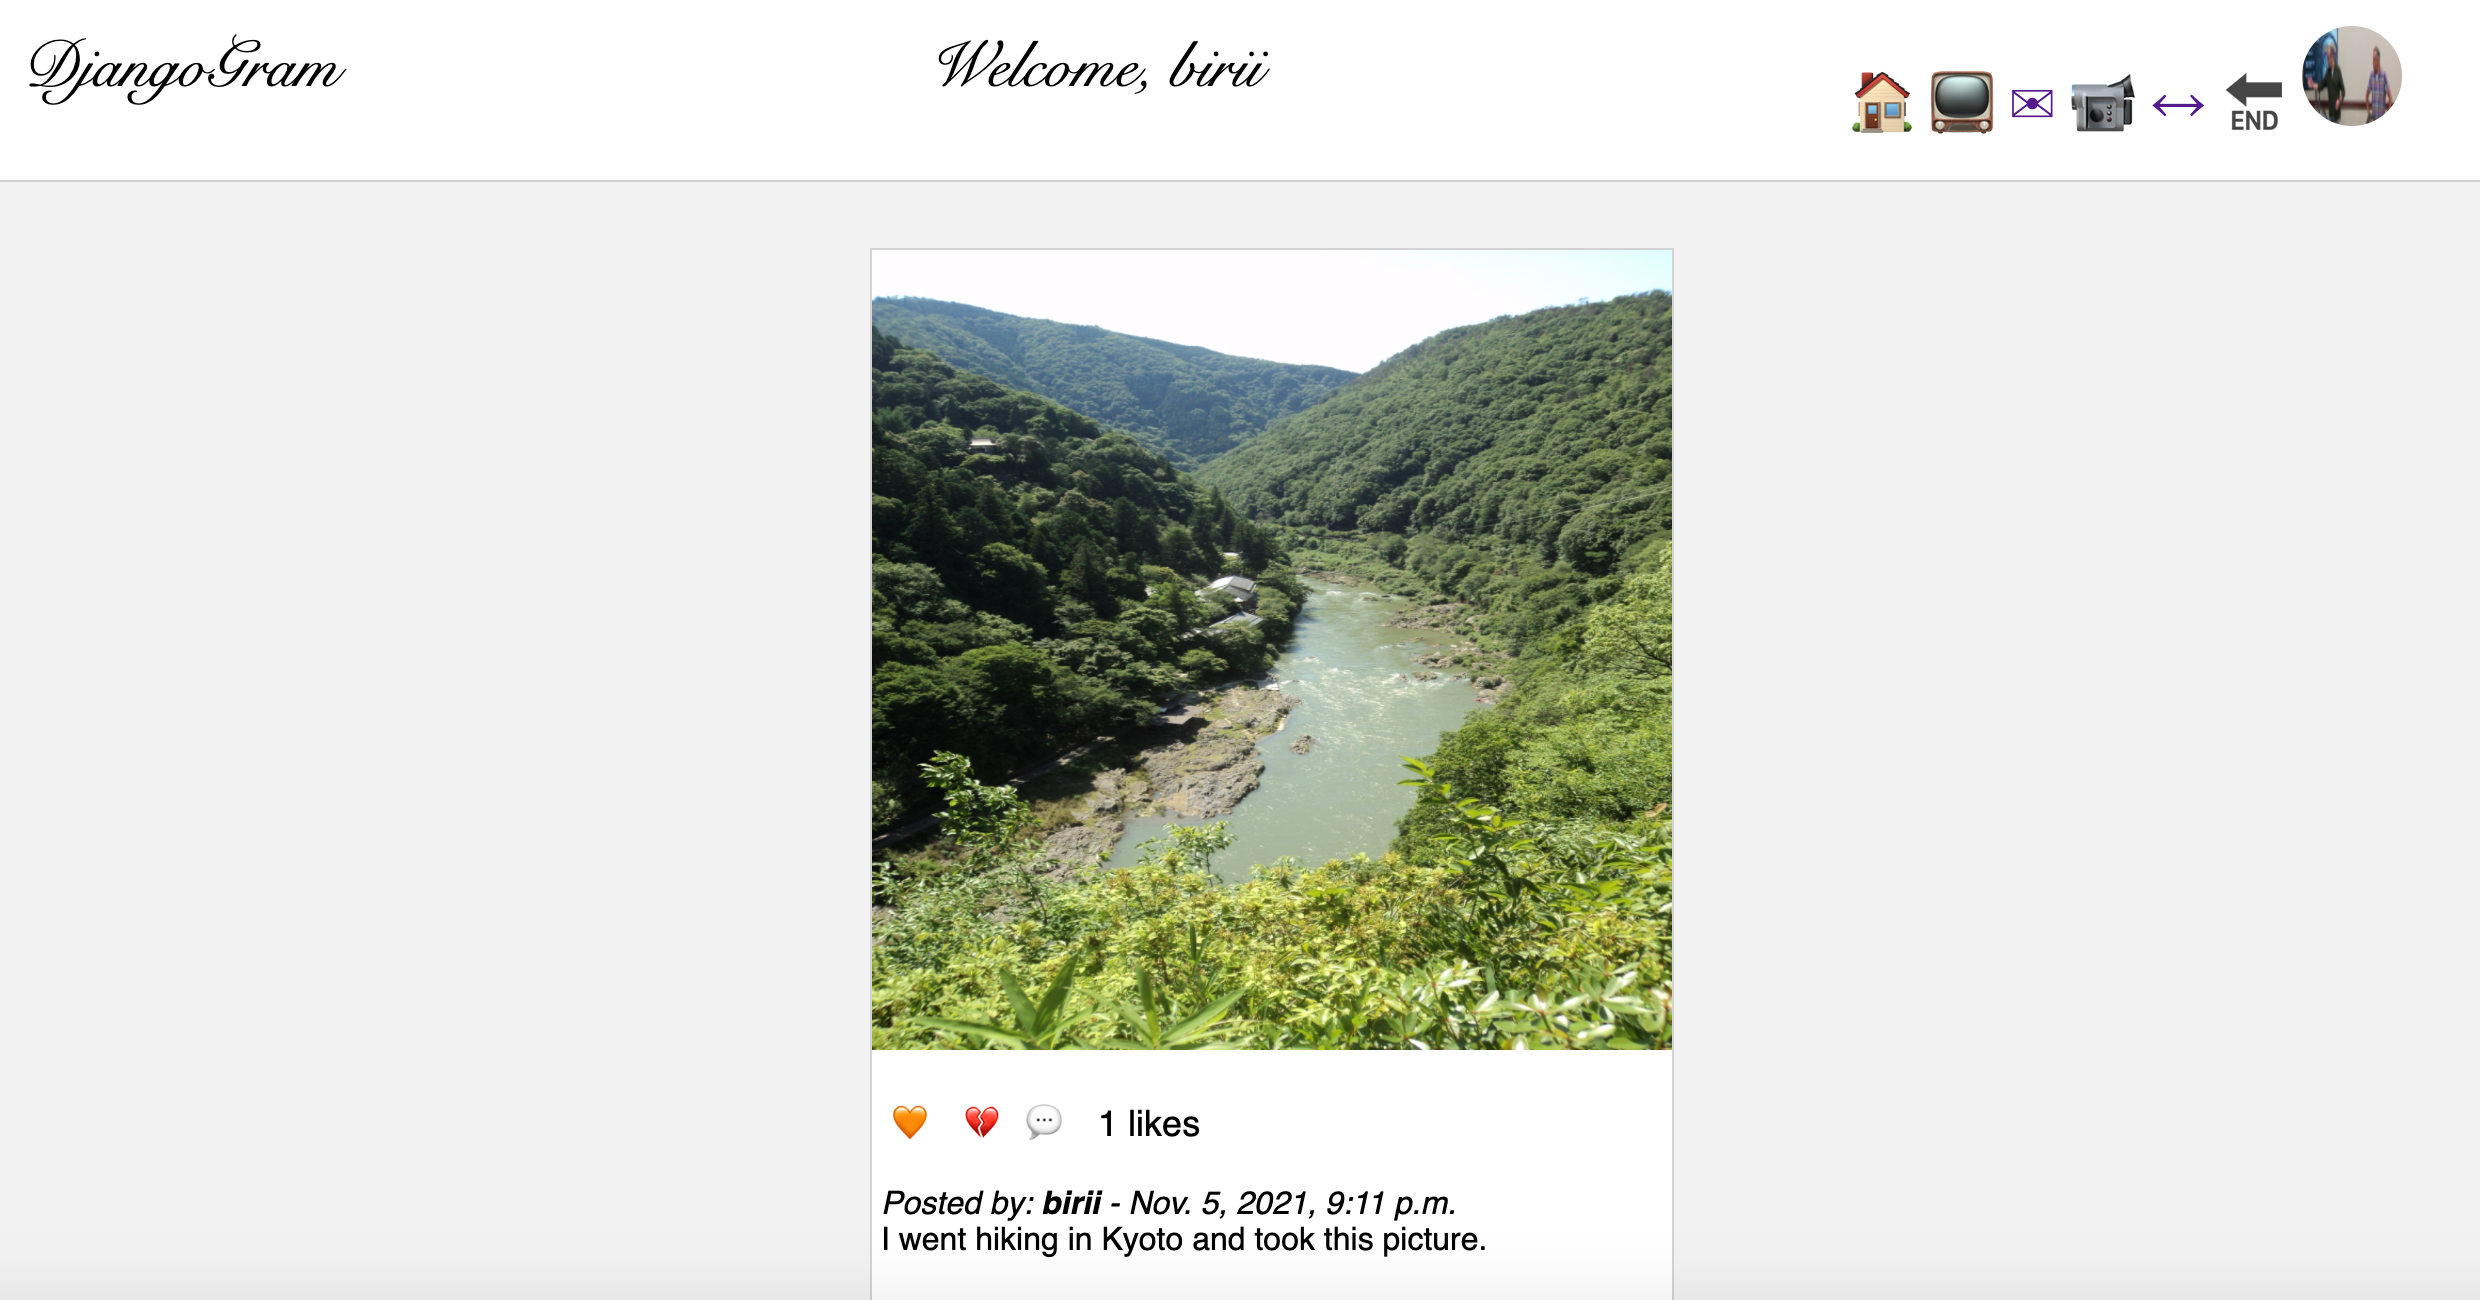 DjangoGram
Welcome, birii
END
1 likes
Posted by: birii - Nov. 5, 2021, 9:11 p.m.
I went hiking in Kyoto and took this picture.